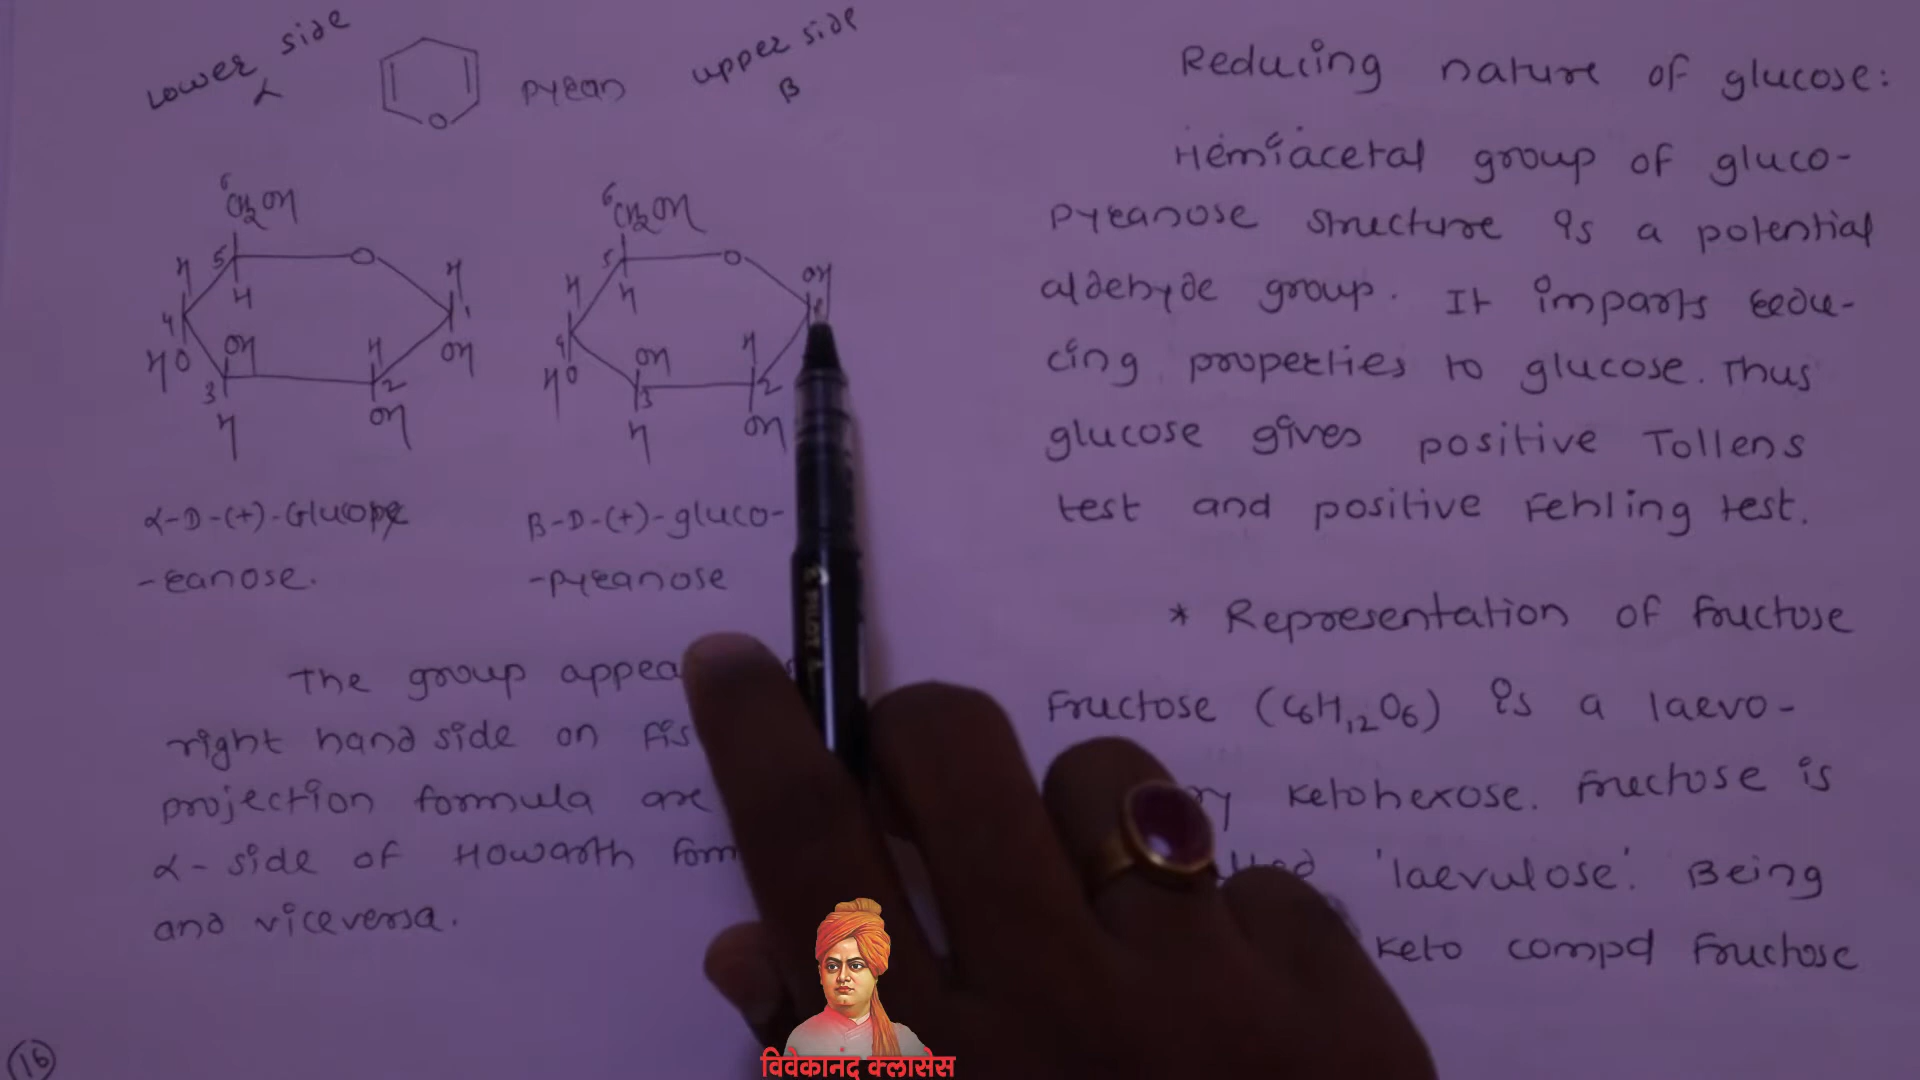 Lower side
α
pyran
upper side
β
6
CH2OH
5
O
H
H
H
4
1
HO
OH
H
OH
3
2
H
OH
α-D-(+)-Glucopy
-ranose.
6
CH2OH
5
O
H
H
OH
4
HO
OH
H
3
2
H
OH
β-D-(+)-gluco-
-pyranose
The group appea
right hand side on fis
projection formula are
α-side of Howarth form
and viceversa.
16
Reducing nature of glucose:
Hemiacetal group of gluco-
pyranose structure is a potential
aldehyde group. It imparts redu-
cing properties to glucose. Thus
glucose gives positive Tollens
test and positive Fehling test.
* Representation of fructose
Fructose (C6H12O6) is a laevo-
ry ketohexose. Fructose is
'laevulose'. Being
keto compd fructose
विवेकानंद क्लासेस